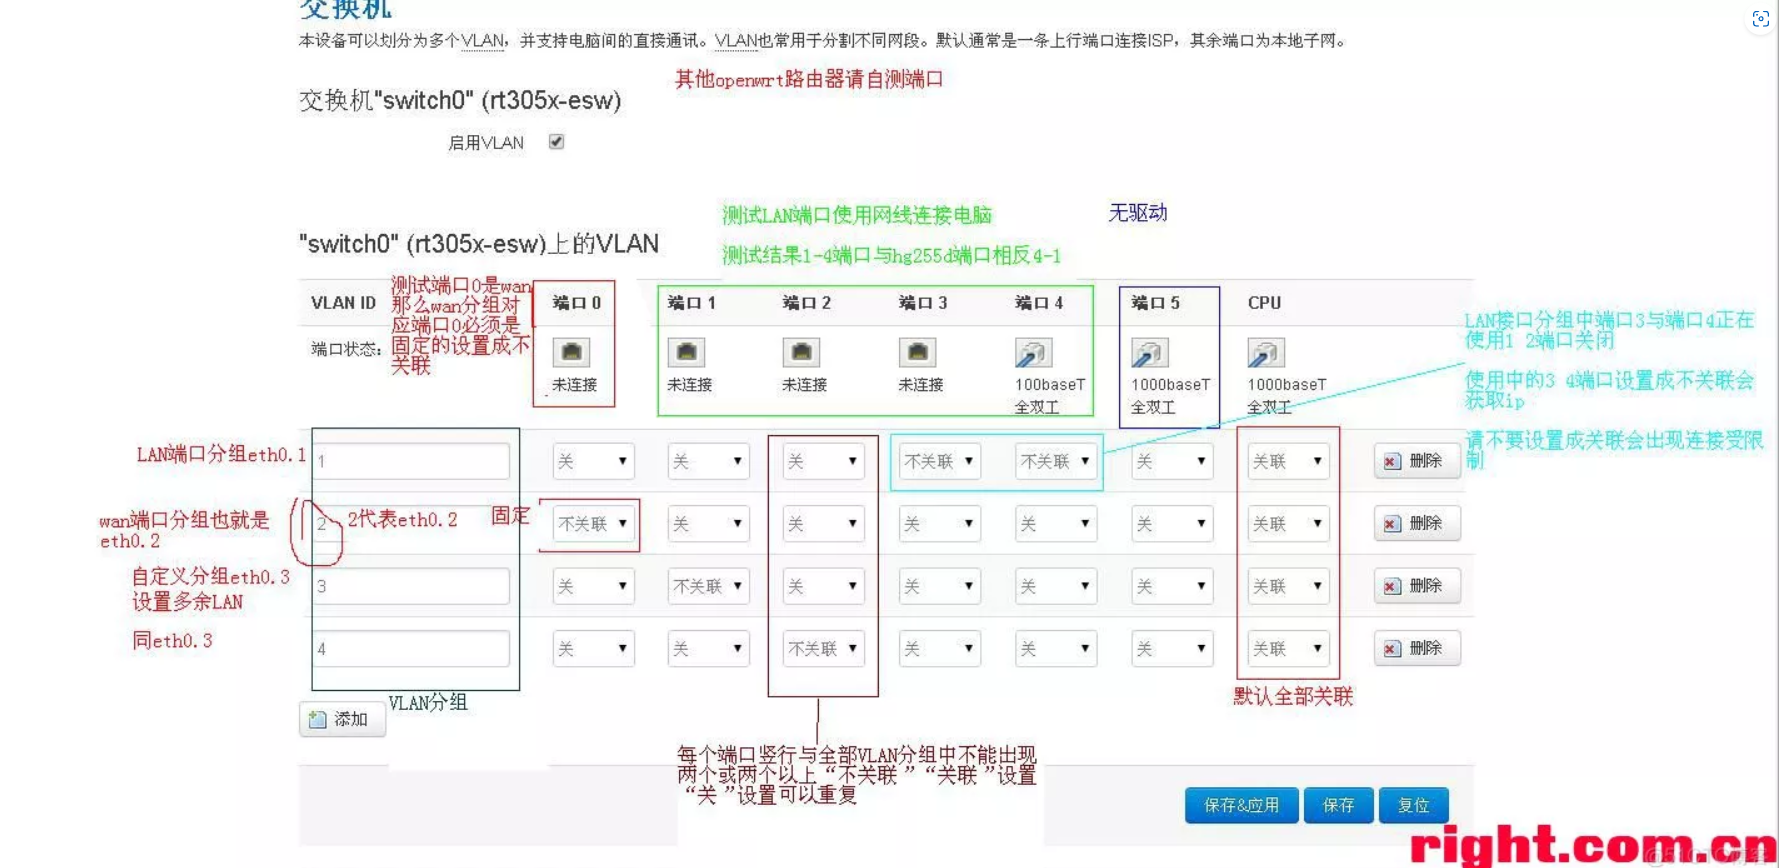 交换机
本设备可以划分为多个VLAN，并支持电脑间的直接通讯。VLAN也常用于分割不同网段。默认通常是一条上行端口连接ISP，其余端口为本地子网。
其他openwrt路由器请自测端口
交换机"switch0" (rt305x-esw)
启用VLAN
测试LAN端口使用网线连接电脑
无驱动
测试结果1-4端口与hg255d端口相反4-1
"switch0" (rt305x-esw)上的VLAN
测试端口0是wan
那么wan分组对
应端口0必须是
固定的设置成不
关联
VLAN ID 端口 0 端口 1 端口 2 端口 3 端口 4 端口 5 CPU
端口状态: 未连接 未连接 未连接 未连接 100baseT 1000baseT 1000baseT
全双工 全双工 全双工
LAN接口分组中端口3与端口4正在
使用1 2端口关闭
使用中的3 4端口设置成不关联会
获取ip
请不要设置成关联会出现连接受限
制
LAN端口分组eth0.1
1 关 关 关 不关联 不关联 关 关联 删除
wan端口分组也就是
eth0.2
2 2代表eth0.2 固定 不关联 关 关 关 关 关 关联 删除
自定义分组eth0.3
设置多余LAN
3 关 不关联 关 关 关 关 关联 删除
同eth0.3
4 关 关 不关联 关 关 关 关联 删除
VLAN分组
默认全部关联
添加
每个端口竖行与全部VLAN分组中不能出现
两个或两个以上“不关联”“关联”设置
“关”设置可以重复
保存&应用 保存 复位
right.com.cn